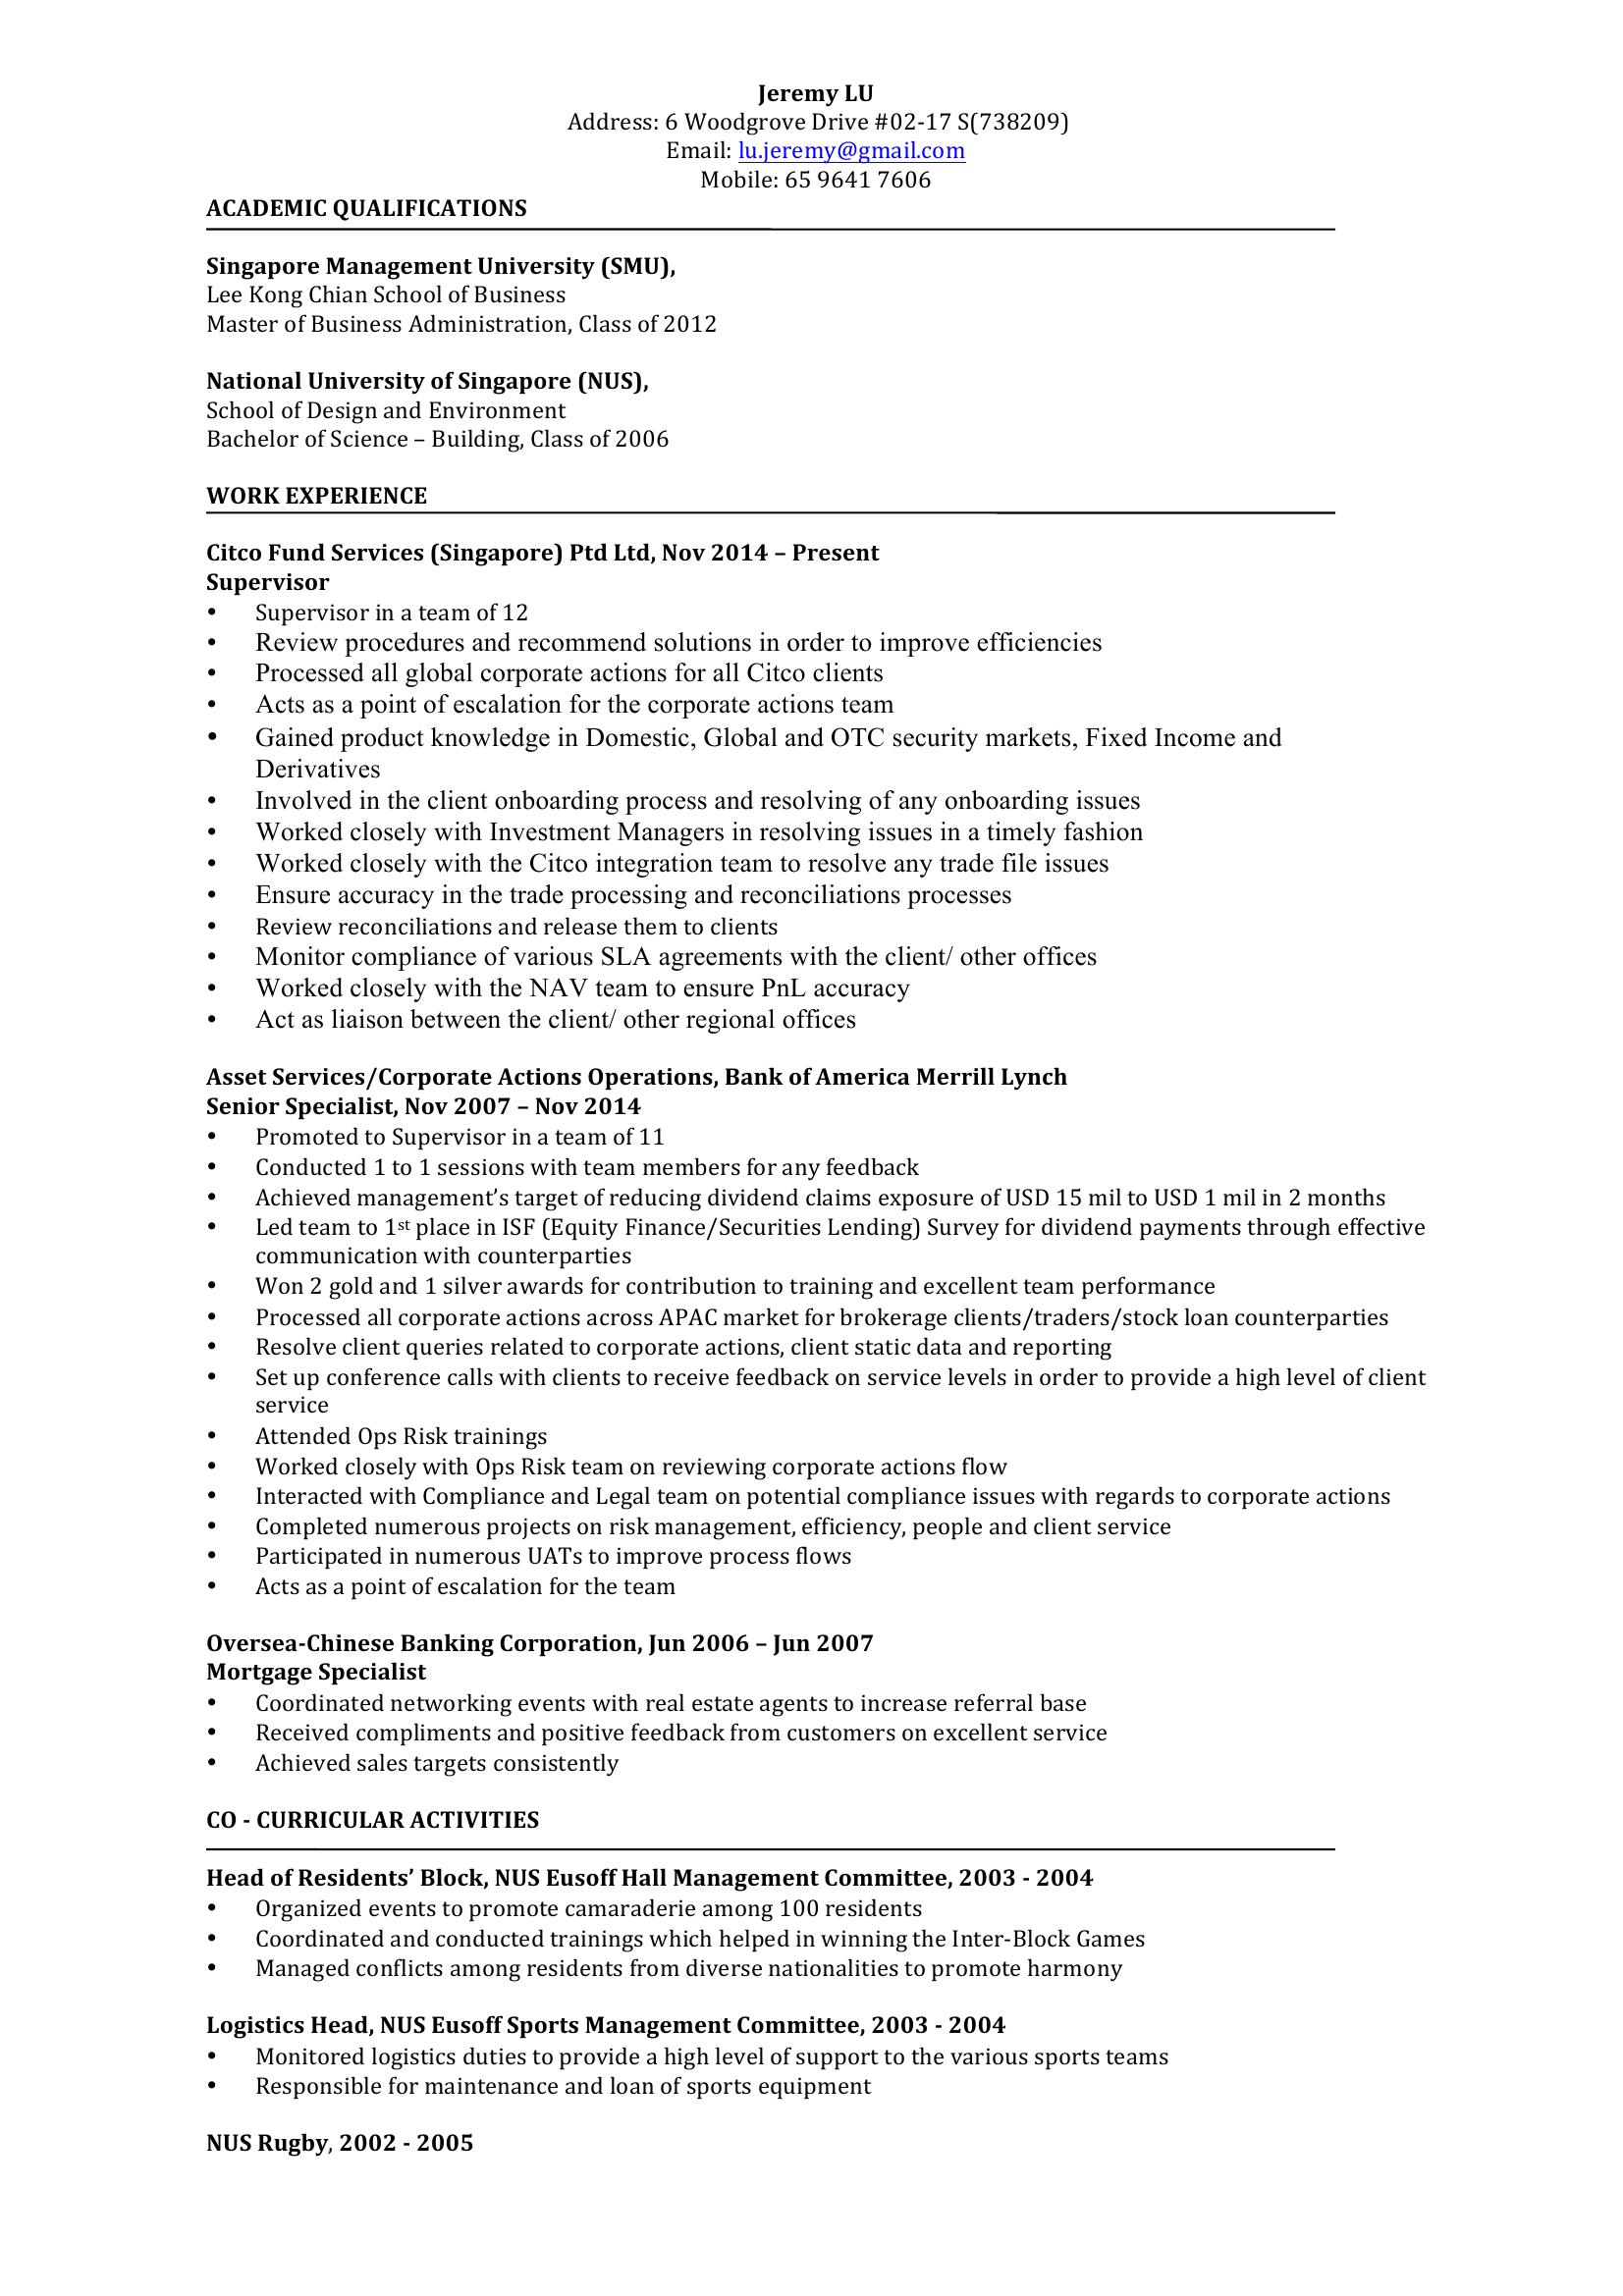 Jeremy LU
Address: 6 Woodgrove Drive #02-17 S(738209)
Email: lu.jeremy@gmail.com
Mobile: 65 9641 7606
ACADEMIC QUALIFICATIONS
Singapore Management University (SMU),
Lee Kong Chian School of Business
Master of Business Administration, Class of 2012
National University of Singapore (NUS),
School of Design and Environment
Bachelor of Science – Building, Class of 2006
WORK EXPERIENCE
Citco Fund Services (Singapore) Ptd Ltd, Nov 2014 – Present
Supervisor
• Supervisor in a team of 12
• Review procedures and recommend solutions in order to improve efficiencies
• Processed all global corporate actions for all Citco clients
• Acts as a point of escalation for the corporate actions team
• Gained product knowledge in Domestic, Global and OTC security markets, Fixed Income and
Derivatives
• Involved in the client onboarding process and resolving of any onboarding issues
• Worked closely with Investment Managers in resolving issues in a timely fashion
• Worked closely with the Citco integration team to resolve any trade file issues
• Ensure accuracy in the trade processing and reconciliations processes
• Review reconciliations and release them to clients
• Monitor compliance of various SLA agreements with the client/ other offices
• Worked closely with the NAV team to ensure PnL accuracy
• Act as liaison between the client/ other regional offices
Asset Services/Corporate Actions Operations, Bank of America Merrill Lynch
Senior Specialist, Nov 2007 – Nov 2014
• Promoted to Supervisor in a team of 11
• Conducted 1 to 1 sessions with team members for any feedback
• Achieved management’s target of reducing dividend claims exposure of USD 15 mil to USD 1 mil in 2 months
• Led team to 1st place in ISF (Equity Finance/Securities Lending) Survey for dividend payments through effective
communication with counterparties
• Won 2 gold and 1 silver awards for contribution to training and excellent team performance
• Processed all corporate actions across APAC market for brokerage clients/traders/stock loan counterparties
• Resolve client queries related to corporate actions, client static data and reporting
• Set up conference calls with clients to receive feedback on service levels in order to provide a high level of client
service
• Attended Ops Risk trainings
• Worked closely with Ops Risk team on reviewing corporate actions flow
• Interacted with Compliance and Legal team on potential compliance issues with regards to corporate actions
• Completed numerous projects on risk management, efficiency, people and client service
• Participated in numerous UATs to improve process flows
• Acts as a point of escalation for the team
Oversea-Chinese Banking Corporation, Jun 2006 – Jun 2007
Mortgage Specialist
• Coordinated networking events with real estate agents to increase referral base
• Received compliments and positive feedback from customers on excellent service
• Achieved sales targets consistently
CO - CURRICULAR ACTIVITIES
Head of Residents’ Block, NUS Eusoff Hall Management Committee, 2003 - 2004
• Organized events to promote camaraderie among 100 residents
• Coordinated and conducted trainings which helped in winning the Inter-Block Games
• Managed conflicts among residents from diverse nationalities to promote harmony
Logistics Head, NUS Eusoff Sports Management Committee, 2003 - 2004
• Monitored logistics duties to provide a high level of support to the various sports teams
• Responsible for maintenance and loan of sports equipment
NUS Rugby, 2002 - 2005